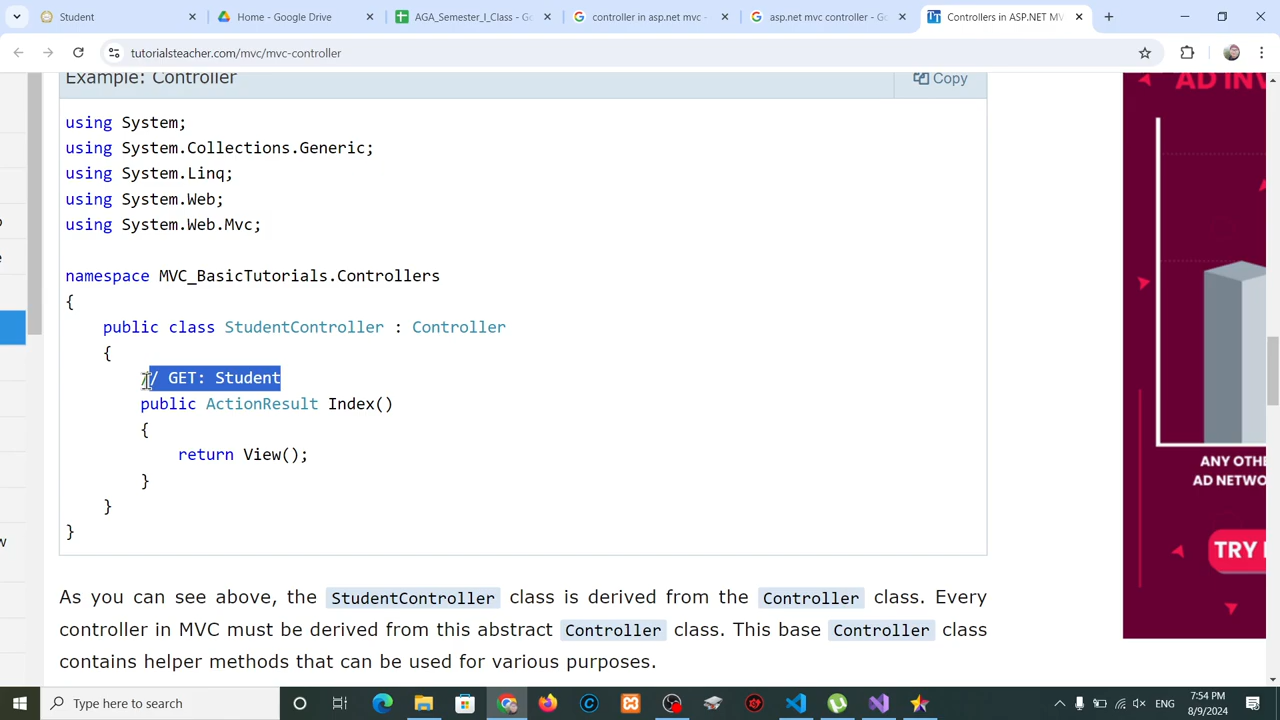 Student
Home - Google Drive
AGA_Semester_I_Class - Go
controller in asp.net mvc -
asp.net mvc controller - Go
Controllers in ASP.NET MV
tutorialsteacher.com/mvc/mvc-controller
Example: Controller
Copy
using System;
using System.Collections.Generic;
using System.Linq;
using System.Web;
using System.Web.Mvc;
namespace MVC_BasicTutorials.Controllers
{
public class StudentController : Controller
{
// GET: Student
public ActionResult Index()
{
return View();
}
}
}
As you can see above, the StudentController class is derived from the Controller class. Every
controller in MVC must be derived from this abstract Controller class. This base Controller class
contains helper methods that can be used for various purposes.
AD INV
ANY OTHE
AD NETWO
TRY
Type here to search
ENG
7:54 PM
8/9/2024